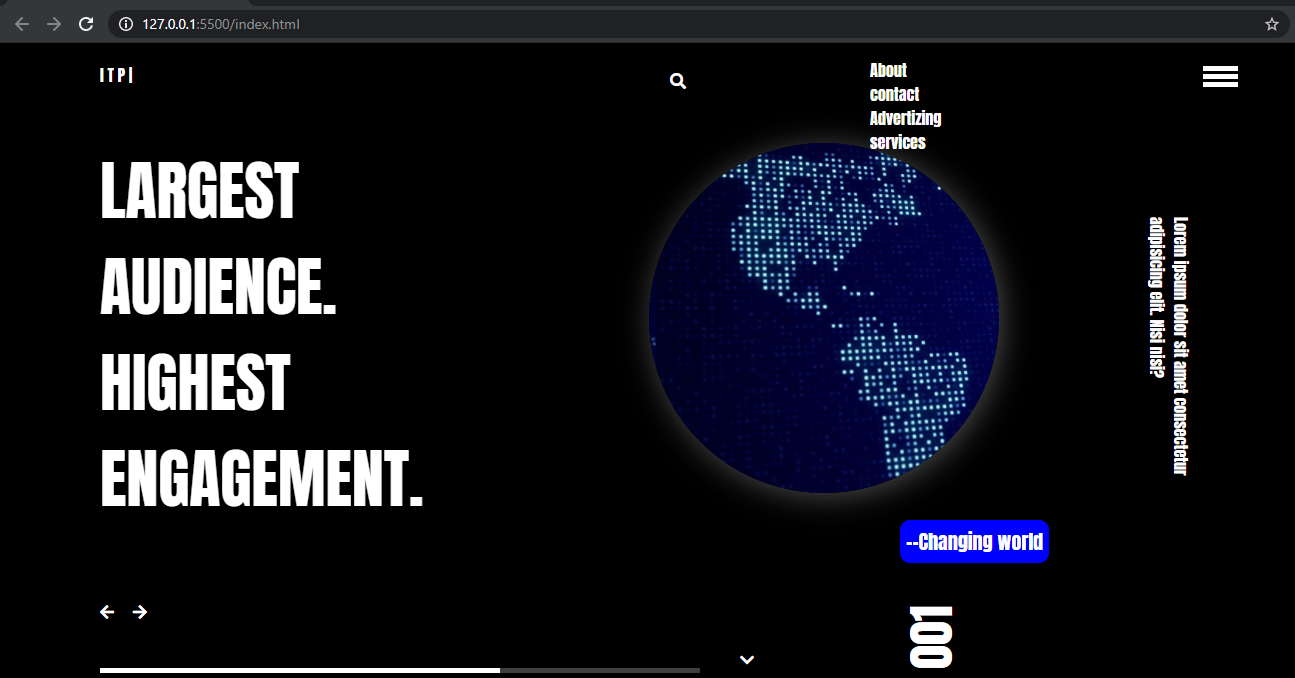 127.0.0.1:5500/index.html
ITP|
About
contact
Advertizing
services
LARGEST
AUDIENCE.
HIGHEST
ENGAGEMENT.
Lorem ipsum dolor sit amet consectetur
adipisicing elit. Nisi nisi?
--Changing world
001